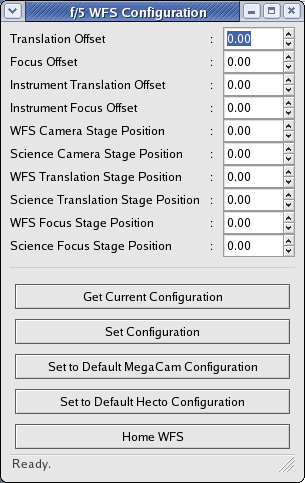 f/5 WFS Configuration
Translation Offset : 0.00
Focus Offset : 0.00
Instrument Translation Offset : 0.00
Instrument Focus Offset : 0.00
WFS Camera Stage Position : 0.00
Science Camera Stage Position : 0.00
WFS Translation Stage Position : 0.00
Science Translation Stage Position : 0.00
WFS Focus Stage Position : 0.00
Science Focus Stage Position : 0.00
Get Current Configuration
Set Configuration
Set to Default MegaCam Configuration
Set to Default Hecto Configuration
Home WFS
Ready.